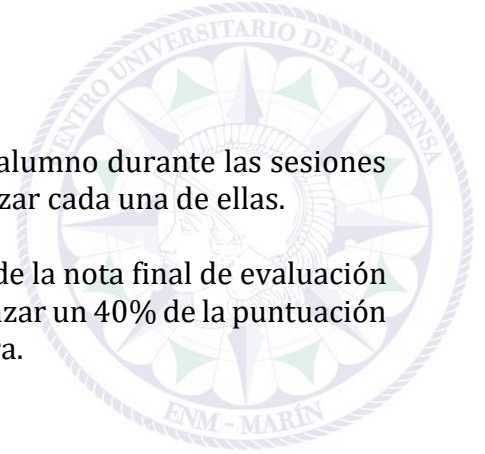 CENTRO UNIVERSITARIO DE LA DEFENSA
alumno durante las sesiones
zar cada una de ellas.
de la nota final de evaluación
nzar un 40% de la puntuación
a.
ENM - MARÍN